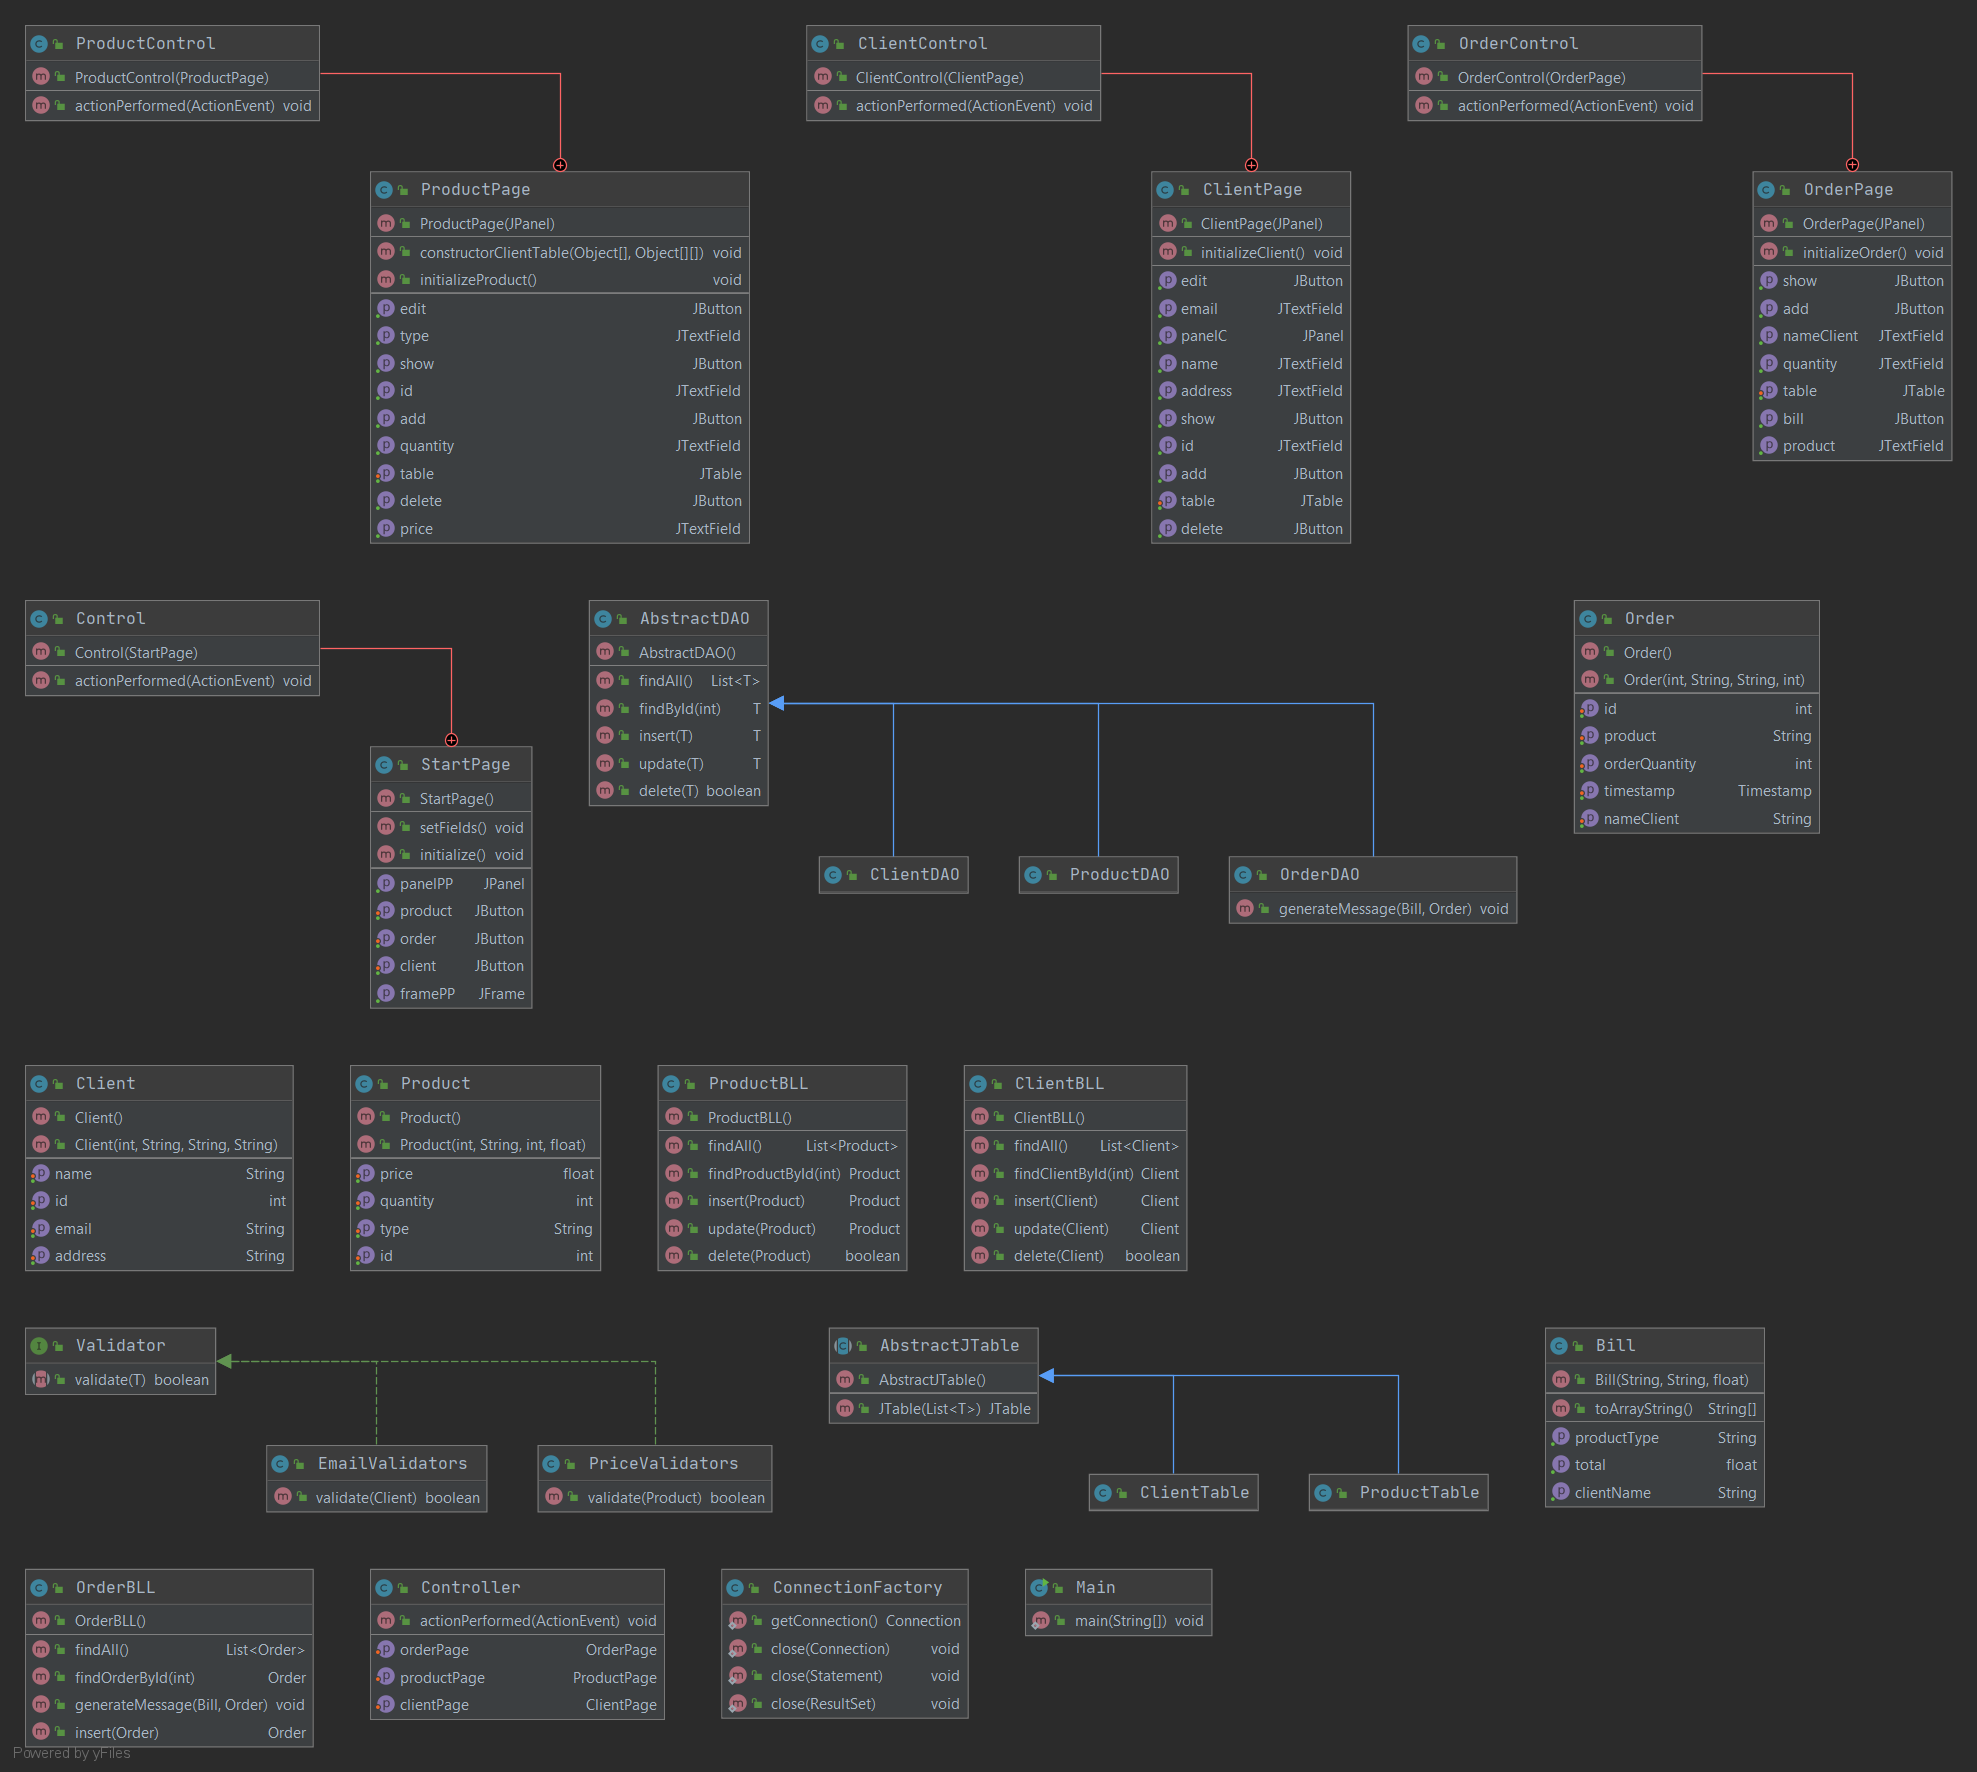 ProductControl
ProductControl(ProductPage)
actionPerformed(ActionEvent) void
ClientControl
ClientControl(ClientPage)
actionPerformed(ActionEvent) void
OrderControl
OrderControl(OrderPage)
actionPerformed(ActionEvent) void
ProductPage
ProductPage(JPanel)
constructorClientTable(Object[], Object[][]) void
initializeProduct() void
edit JButton
type JTextField
show JButton
id JTextField
add JButton
quantity JTextField
table JTable
delete JButton
price JTextField
ClientPage
ClientPage(JPanel)
initializeClient() void
edit JButton
email JTextField
panelC JPanel
name JTextField
address JTextField
show JButton
id JTextField
add JButton
table JTable
delete JButton
OrderPage
OrderPage(JPanel)
initializeOrder() void
show JButton
add JButton
nameClient JTextField
quantity JTextField
table JTable
bill JButton
product JTextField
Control
Control(StartPage)
actionPerformed(ActionEvent) void
StartPage
StartPage()
setFields() void
initialize() void
panelPP JPanel
product JButton
order JButton
client JButton
framePP JFrame
AbstractDAO
AbstractDAO()
findAll() List<T>
findById(int) T
insert(T) T
update(T) T
delete(T) boolean
ClientDAO
ProductDAO
OrderDAO
generateMessage(Bill, Order) void
Order
Order()
Order(int, String, String, int)
id int
product String
orderQuantity int
timestamp Timestamp
nameClient String
Client
Client()
Client(int, String, String, String)
name String
id int
email String
address String
Product
Product()
Product(int, String, int, float)
price float
quantity int
type String
id int
ProductBLL
ProductBLL()
findAll() List<Product>
findProductById(int) Product
insert(Product) Product
update(Product) Product
delete(Product) boolean
ClientBLL
ClientBLL()
findAll() List<Client>
findClientById(int) Client
insert(Client) Client
update(Client) Client
delete(Client) boolean
Validator
validate(T) boolean
EmailValidators
validate(Client) boolean
PriceValidators
validate(Product) boolean
AbstractJTable
AbstractJTable()
JTable(List<T>) JTable
ClientTable
ProductTable
Bill
Bill(String, String, float)
toArrayString() String[]
productType String
total float
clientName String
OrderBLL
OrderBLL()
findAll() List<Order>
findOrderById(int) Order
generateMessage(Bill, Order) void
insert(Order) Order
Controller
actionPerformed(ActionEvent) void
orderPage OrderPage
productPage ProductPage
clientPage ClientPage
ConnectionFactory
getConnection() Connection
close(Connection) void
close(Statement) void
close(ResultSet) void
Main
main(String[]) void
Powered by yFiles